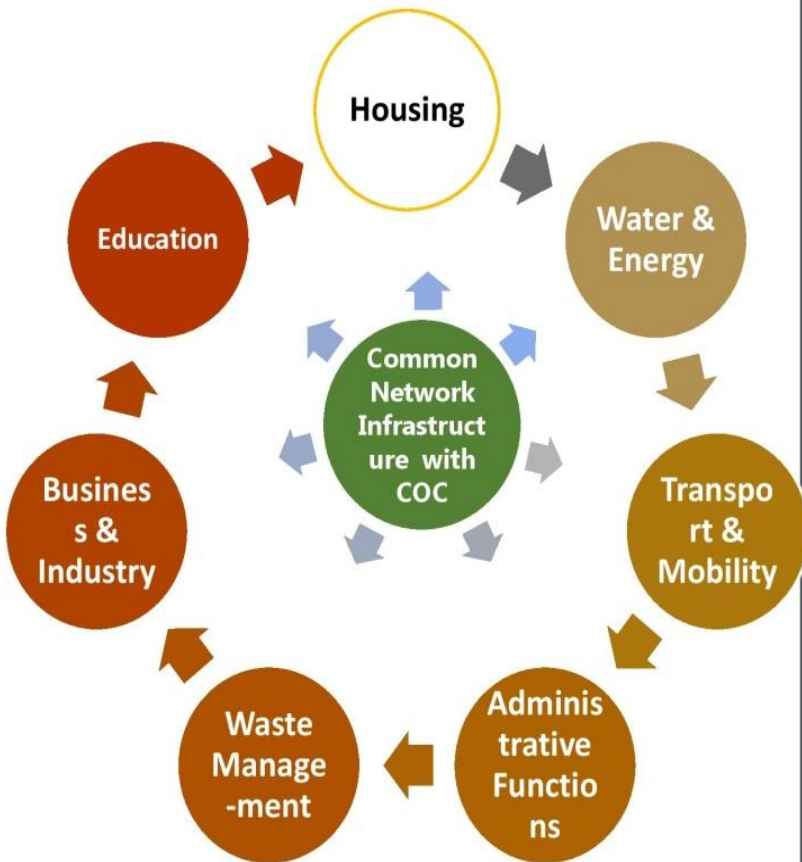 Housing
Water &
Energy
Transpo
rt &
Mobility
Adminis
trative
Functio
ns
Waste
Manage
-ment
Busines
s &
Industry
Education
Common
Network
Infrastruct
ure with
COC